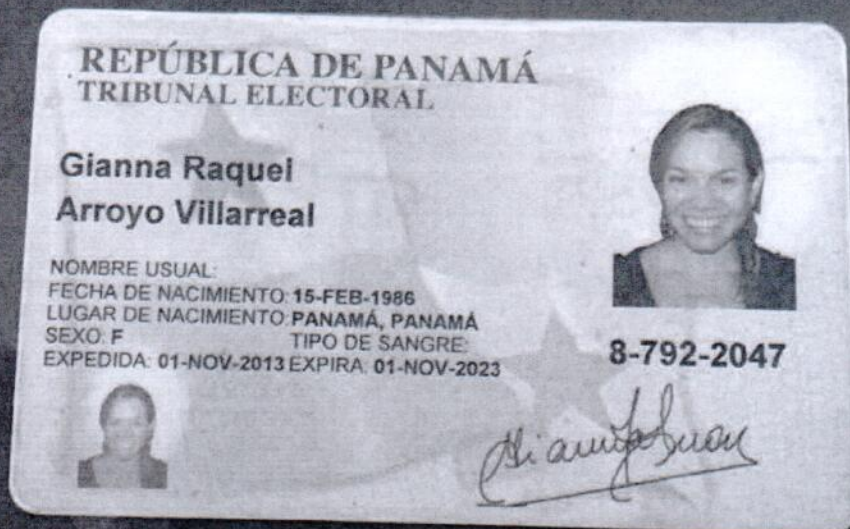 REPÚBLICA DE PANAMÁ
TRIBUNAL ELECTORAL
Gianna Raquel
Arroyo Villarreal
NOMBRE USUAL:
FECHA DE NACIMIENTO: 15-FEB-1986
LUGAR DE NACIMIENTO: PANAMÁ, PANAMÁ
SEXO: F TIPO DE SANGRE:
EXPEDIDA: 01-NOV-2013 EXPIRA: 01-NOV-2023
8-792-2047